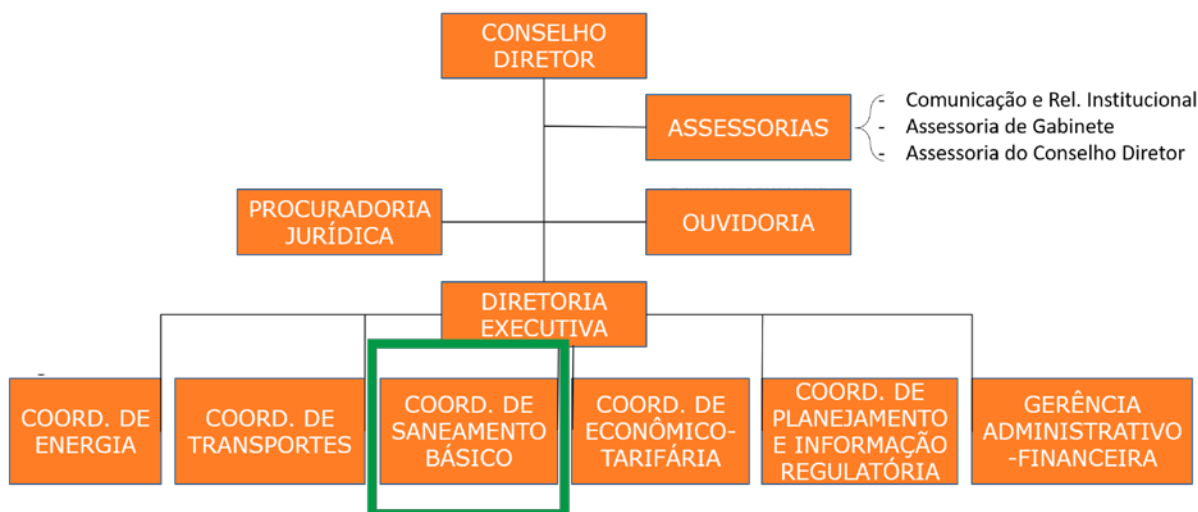 CONSELHO
DIRETOR
ASSESSORIAS
- Comunicação e Rel. Institucional
- Assessoria de Gabinete
- Assessoria do Conselho Diretor
PROCURADORIA
JURÍDICA
OUVIDORIA
DIRETORIA
EXECUTIVA
-
COORD. DE
ENERGIA
COORD. DE
TRANSPORTES
COORD. DE
SANEAMENTO
BÁSICO
COORD. DE
ECONÔMICO-
TARIFÁRIA
COORD. DE
PLANEJAMENTO
E INFORMAÇÃO
REGULATÓRIA
GERÊNCIA
ADMINISTRATIVO
-FINANCEIRA